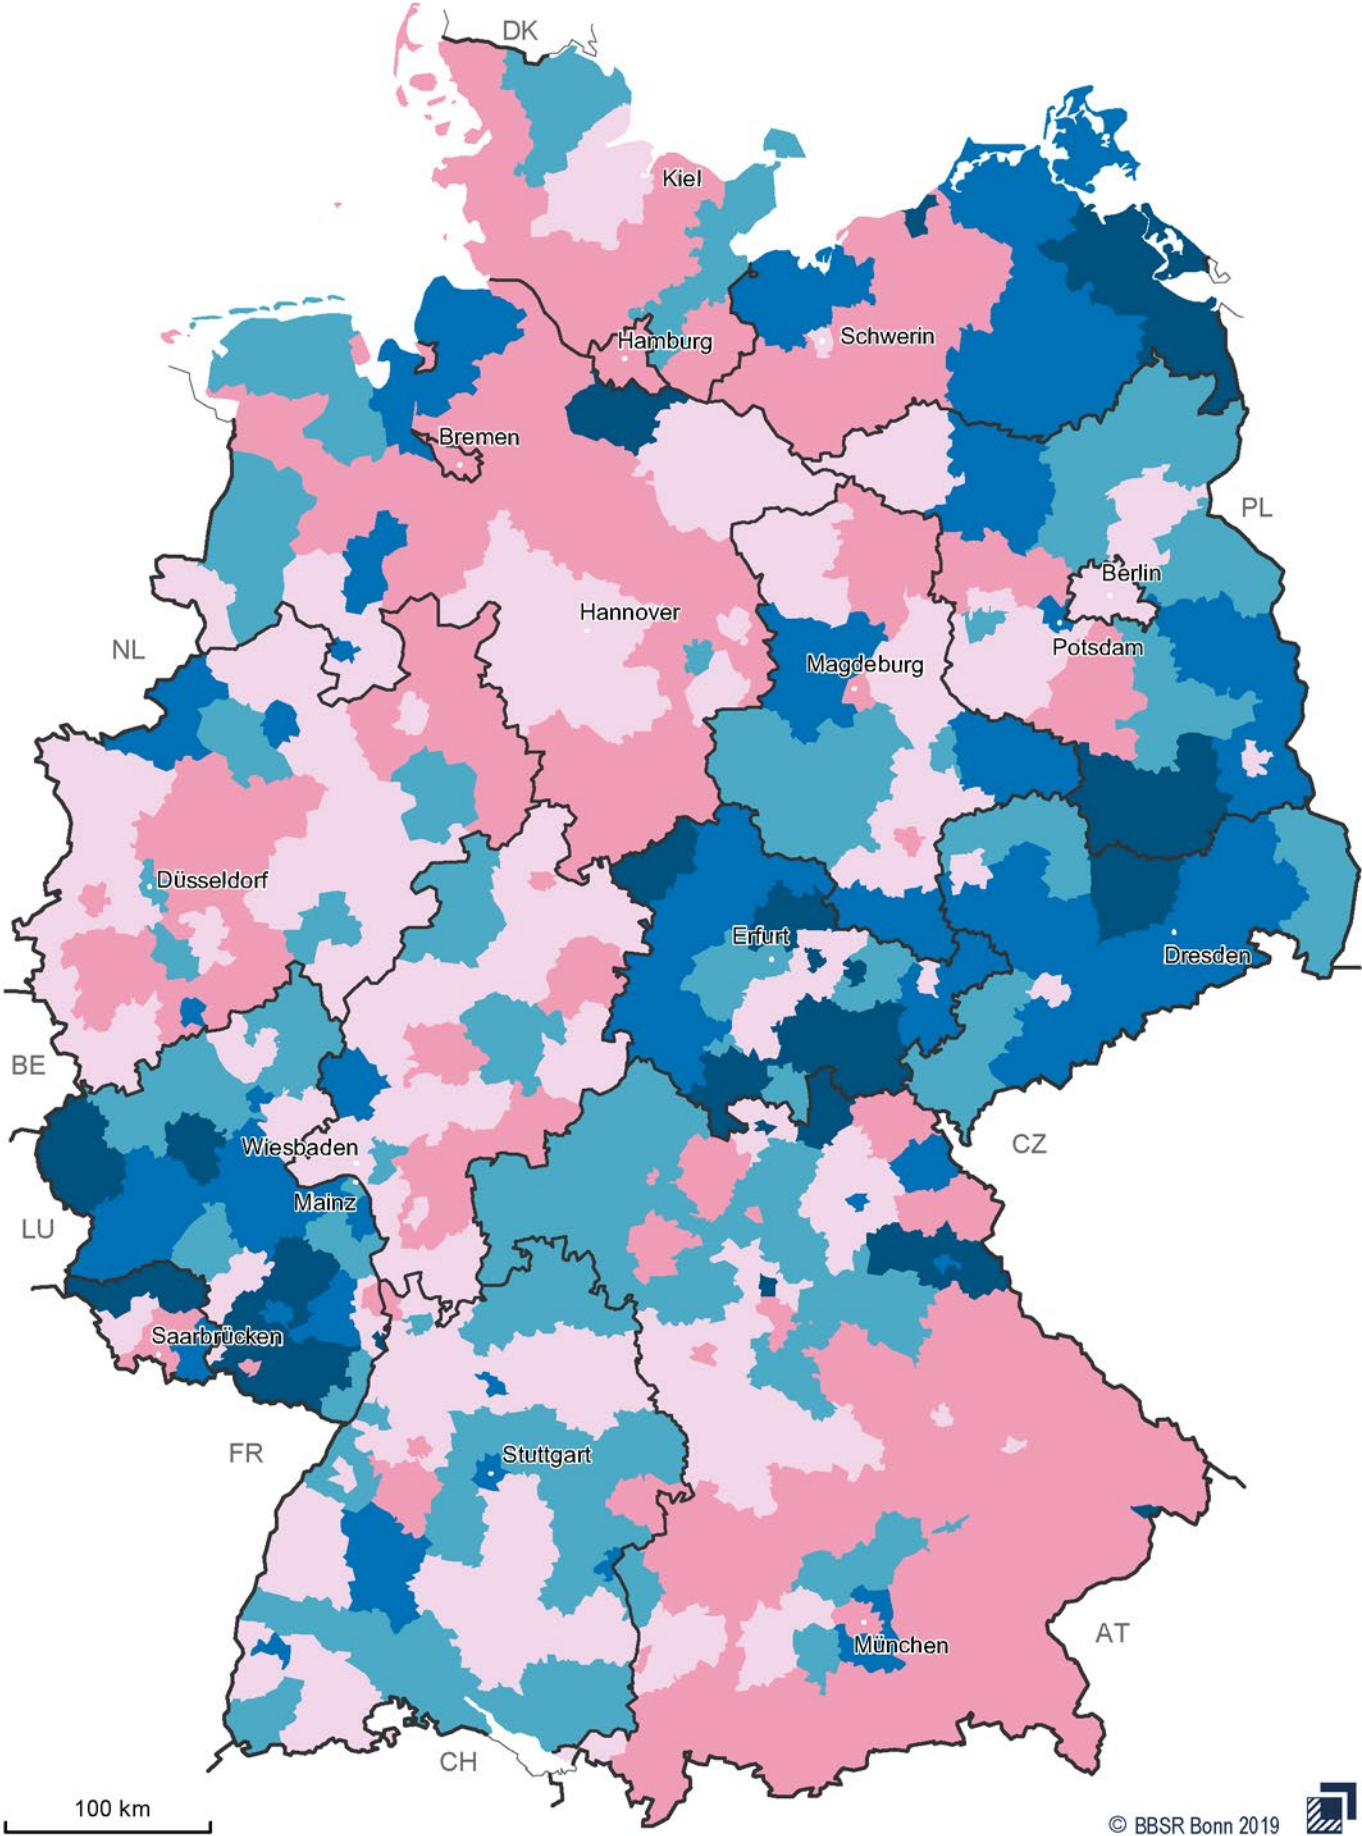 DK
Kiel
Hamburg
Schwerin
Bremen
PL
Berlin
Hannover
NL
Potsdam
Magdeburg
Düsseldorf
Erfurt
Dresden
BE
Wiesbaden
CZ
Mainz
LU
Saarbrücken
FR
Stuttgart
AT
München
CH
100 km
© BBSR Bonn 2019